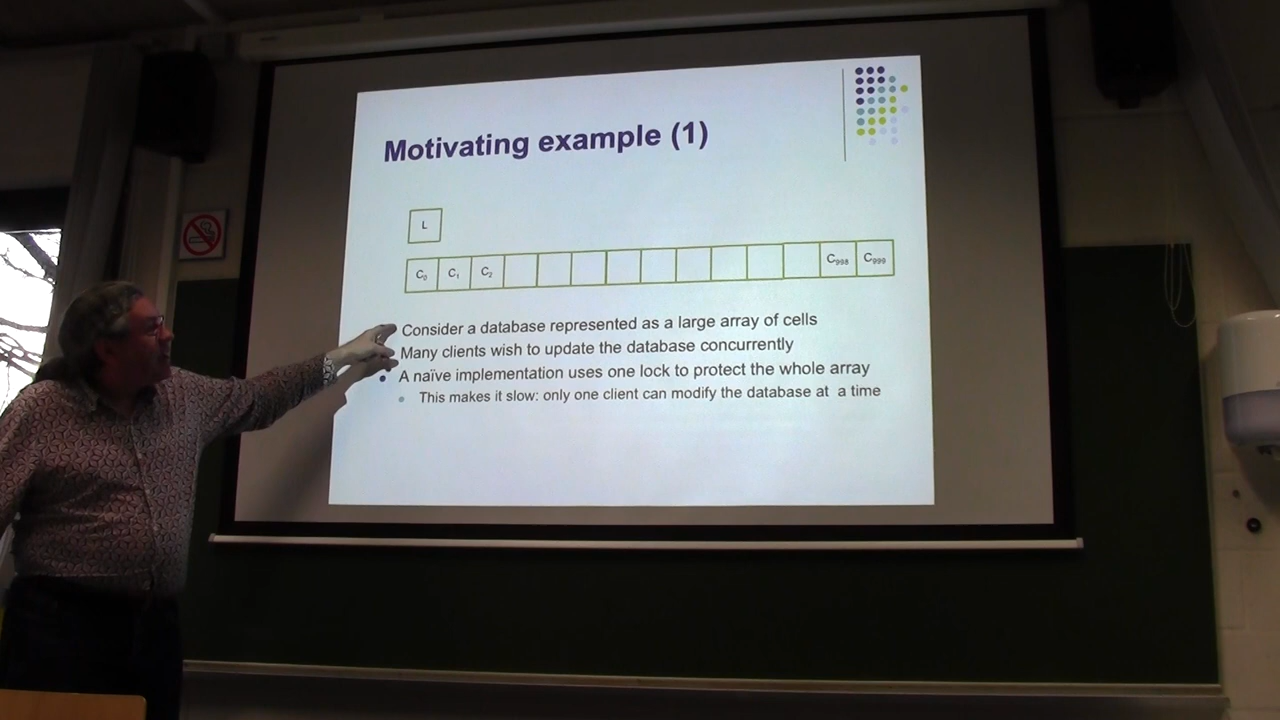 Motivating example (1)
L
C₀ C₁ C₂ C₉₉₈ C₉₉₉
Consider a database represented as a large array of cells
Many clients wish to update the database concurrently
A naïve implementation uses one lock to protect the whole array
This makes it slow: only one client can modify the database at a time